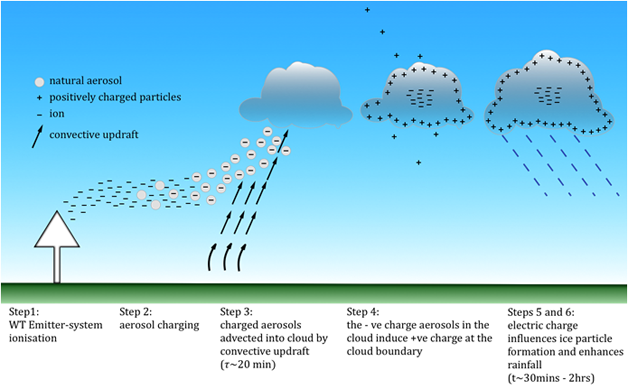 natural aerosol
+ positively charged particles
- ion
convective updraft
Step1:
WT Emitter-system
ionisation
Step 2:
aerosol charging
Step 3:
charged aerosols
advected into cloud by
convective updraft
(τ~20 min)
Step 4:
the - ve charge aerosols in the
cloud induce +ve charge at the
cloud boundary
Steps 5 and 6:
electric charge
influences ice particle
formation and enhances
rainfall
(t~30mins - 2hrs)